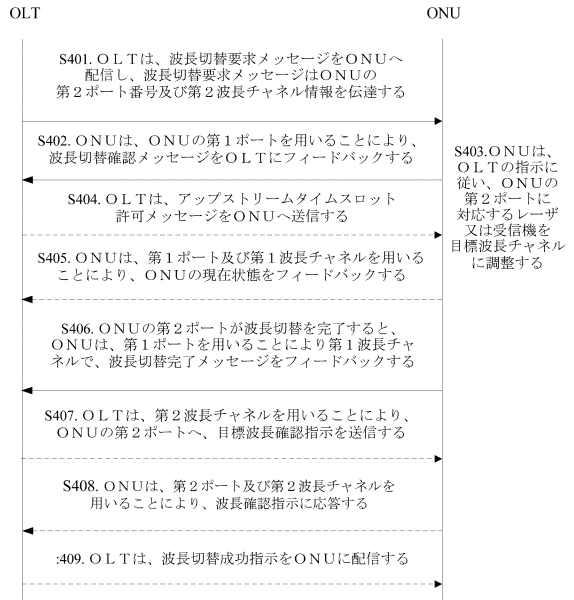 OLT
ONU
S401. ＯＬＴは、波長切替要求メッセージをＯＮＵへ
配信し、波長切替要求メッセージはＯＮＵの
第２ポート番号及び第２波長チャネル情報を伝達する
S402. ＯＮＵは、ＯＮＵの第１ポートを用いることにより、
波長切替確認メッセージをＯＬＴにフィードバックする
S403.ＯＮＵは、
ＯＬＴの指示に
従い、ＯＮＵの
第２ポートに
対応するレーザ
又は受信機を
目標波長チャネル
に調整する
S404. ＯＬＴは、アップストリームタイムスロット
許可メッセージをＯＮＵへ送信する
S405. ＯＮＵは、第１ポート及び第１波長チャネルを用いる
ことにより、ＯＮＵの現在状態をフィードバックする
S406. ＯＮＵの第２ポートが波長切替を完了すると、
ＯＮＵは、第１ポートを用いることにより第１波長チャ
ネルで、波長切替完了メッセージをフィードバックする
S407. ＯＬＴは、第２波長チャネルを用いることにより、
ＯＮＵの第２ポートへ、目標波長確認指示を送信する
S408. ＯＮＵは、第２ポート及び第２波長チャネルを
用いることにより、波長確認指示に応答する
:409. ＯＬＴは、波長切替成功指示をＯＮＵに配信する